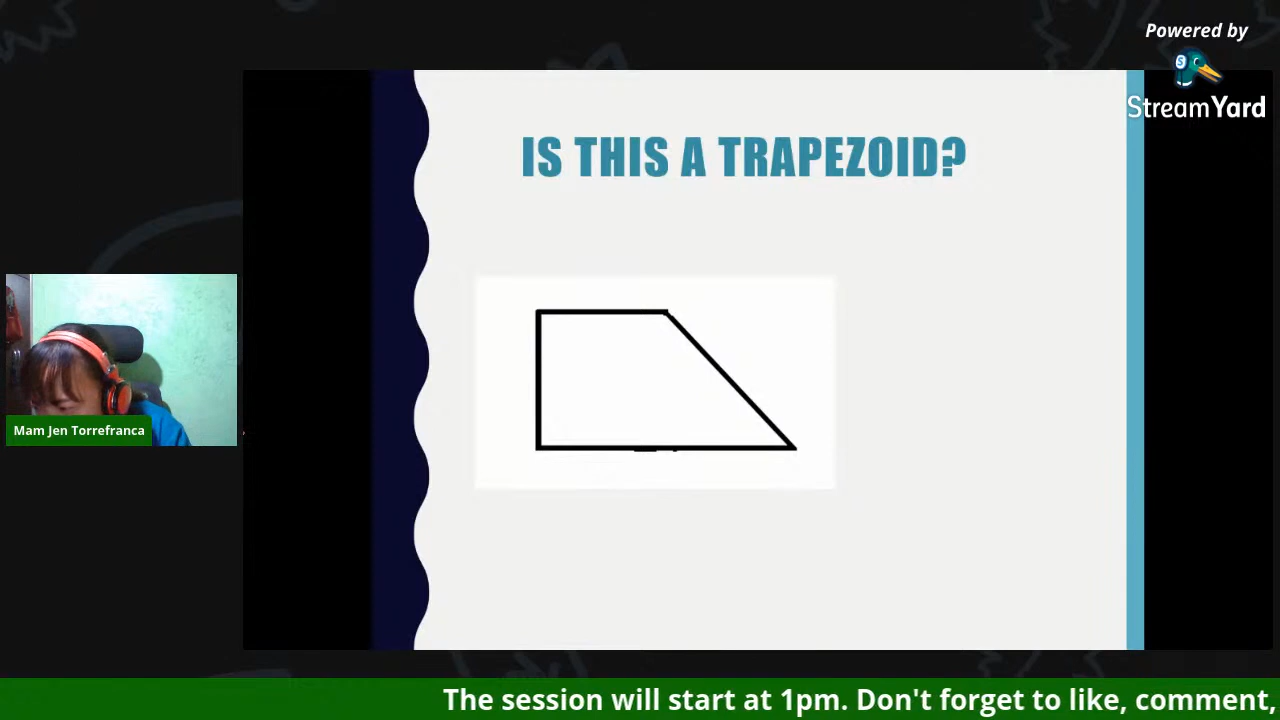 Powered by
StreamYard
IS THIS A TRAPEZOID?
Mam Jen Torrefranca
The session will start at 1pm. Don't forget to like, comment,